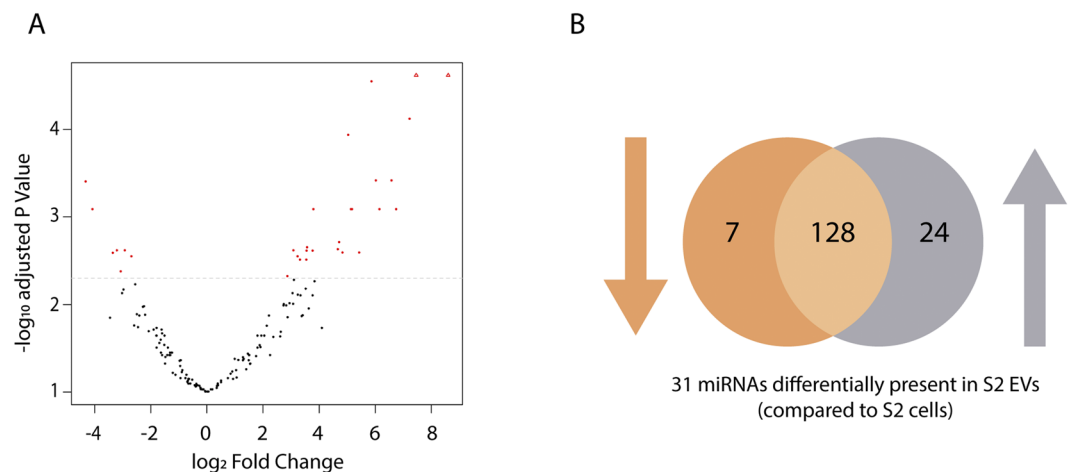 A
B
-log₁₀ adjusted P Value
4
3
2
1
-4
-2
0
2
4
6
8
log₂ Fold Change
7
128
24
31 miRNAs differentially present in S2 EVs
(compared to S2 cells)